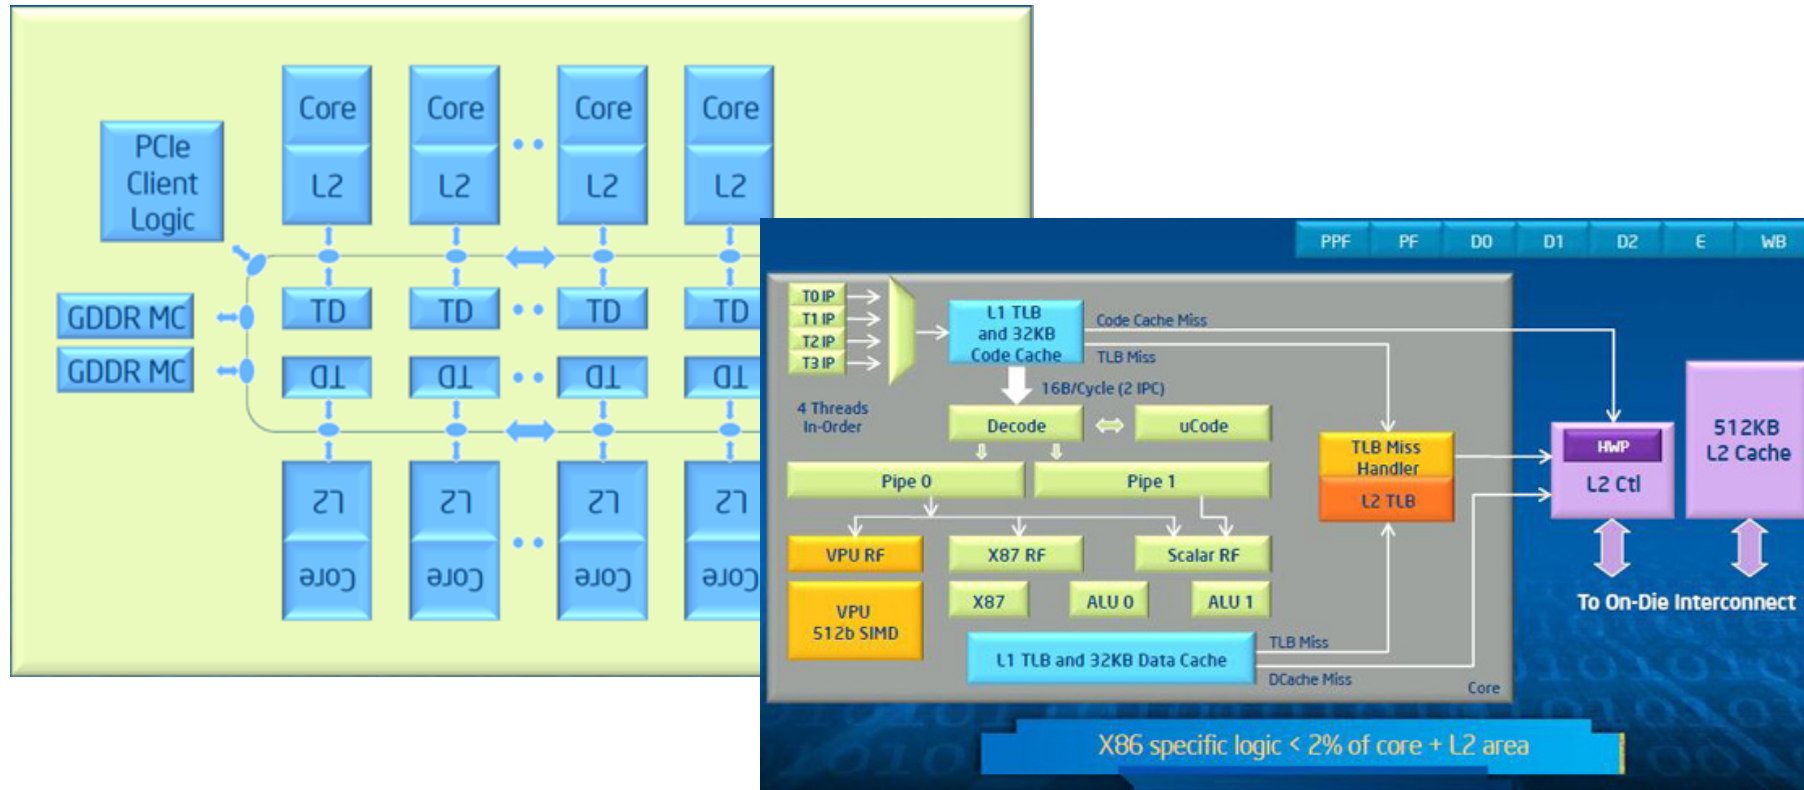 Core
Core
Core
Core
PCIe
Client
Logic
L2
L2
L2
L2
GDDR MC
GDDR MC
TD
TD
TD
TD
TD
TD
TD
TD
L2
L2
L2
L2
Core
Core
Core
Core
PPF
PF
D0
D1
D2
E
WB
T0 IP
T1 IP
T2 IP
T3 IP
4 Threads
In-Order
L1 TLB
and 32KB
Code Cache
Code Cache Miss
TLB Miss
16B/Cycle (2 IPC)
Decode
uCode
Pipe 0
Pipe 1
TLB Miss
Handler
L2 TLB
HWP
L2 Ctl
512KB
L2 Cache
VPU RF
X87 RF
Scalar RF
VPU
512b SIMD
X87
ALU 0
ALU 1
To On-Die Interconnect
L1 TLB and 32KB Data Cache
TLB Miss
DCache Miss
Core
X86 specific logic < 2% of core + L2 area